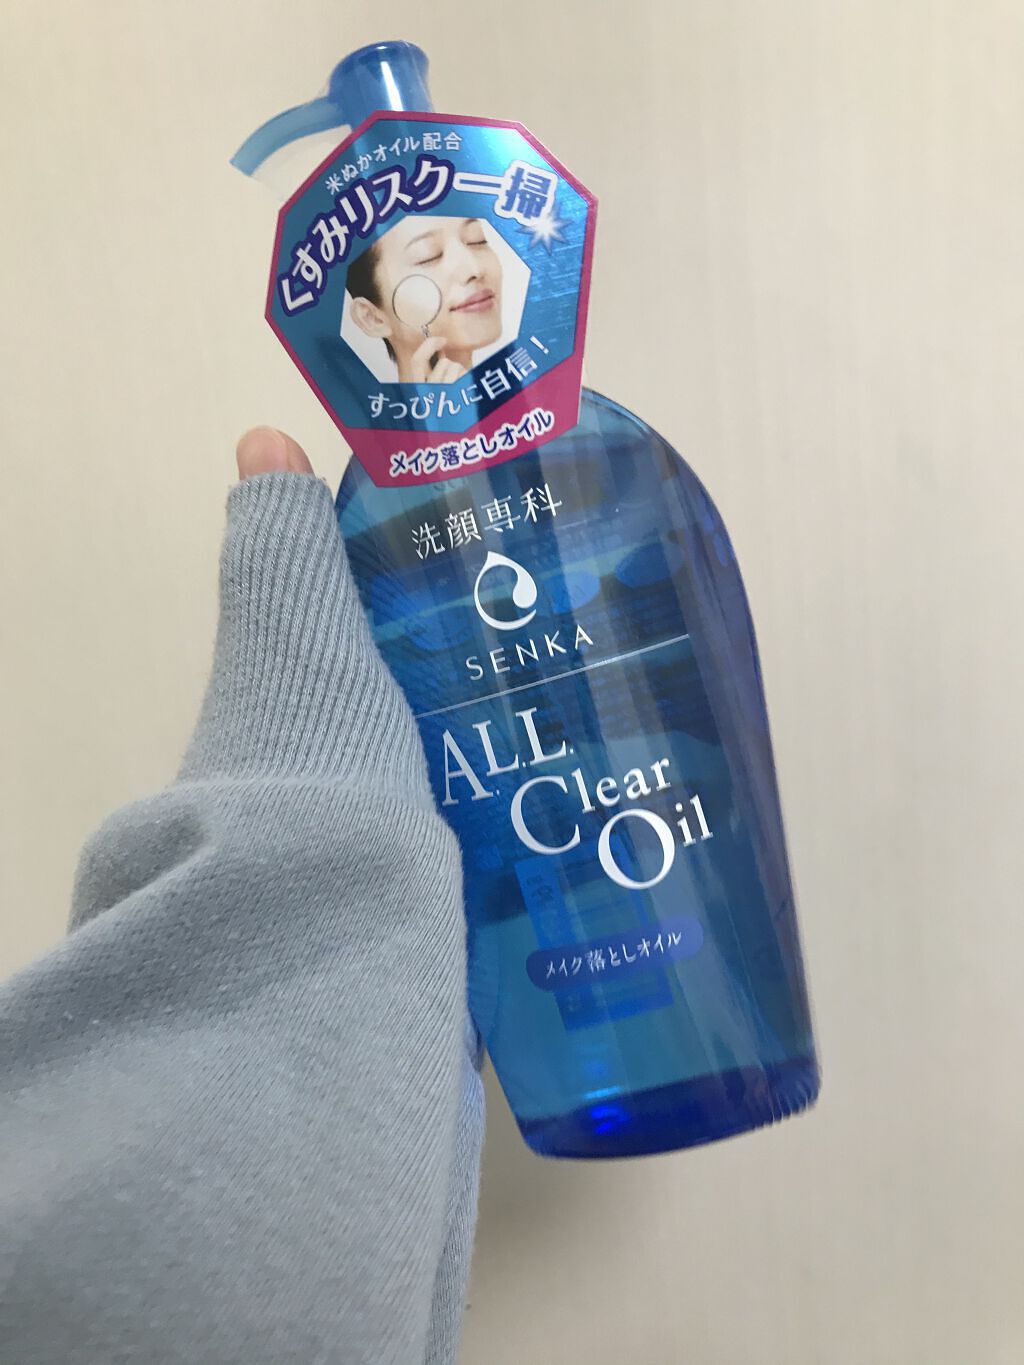 米ぬかオイル配合
くすみリスク一掃
すっぴんに自信！
メイク落としオイル
洗顔専科
SENKA
A.L.L.
Clear
Oil
メイク落としオイル